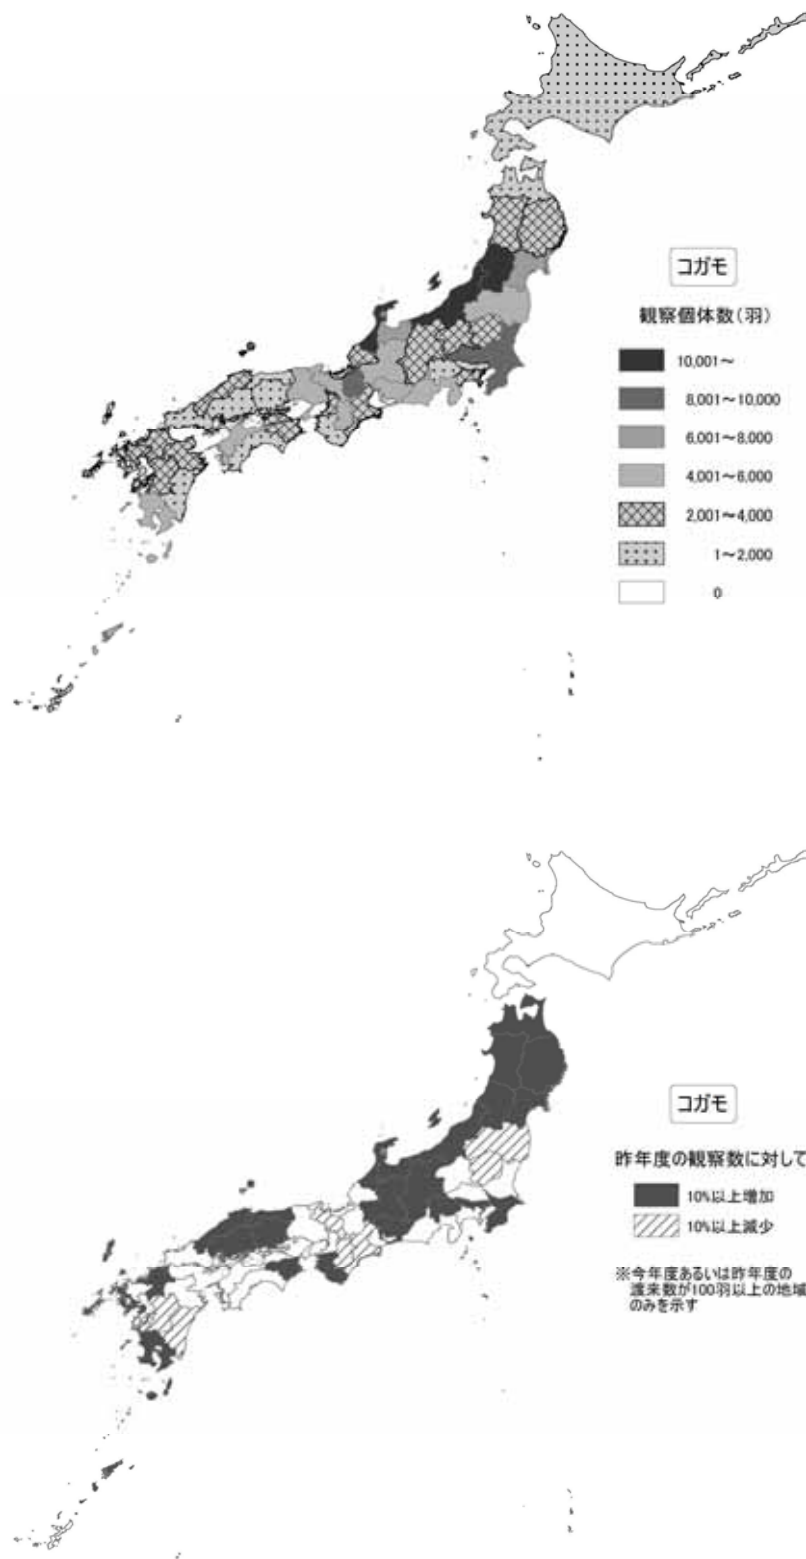 コガモ
観察個体数(羽)
10,001～
8,001～10,000
6,001～8,000
4,001～6,000
2,001～4,000
1～2,000
0
コガモ
昨年度の観察数に対して
10%以上増加
10%以上減少
※今年度あるいは昨年度の
渡来数が100羽以上の地域
のみを示す